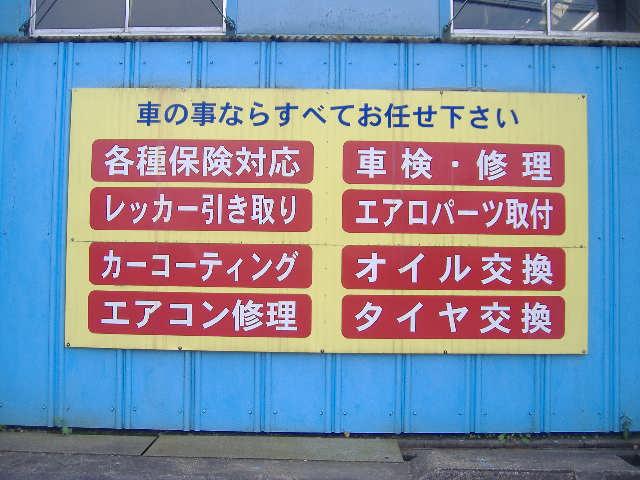 車の事ならすべてお任せ下さい
各種保険対応
車検・修理
レッカー引き取り
エアロパーツ取付
カーコーティング
オイル交換
エアコン修理
タイヤ交換